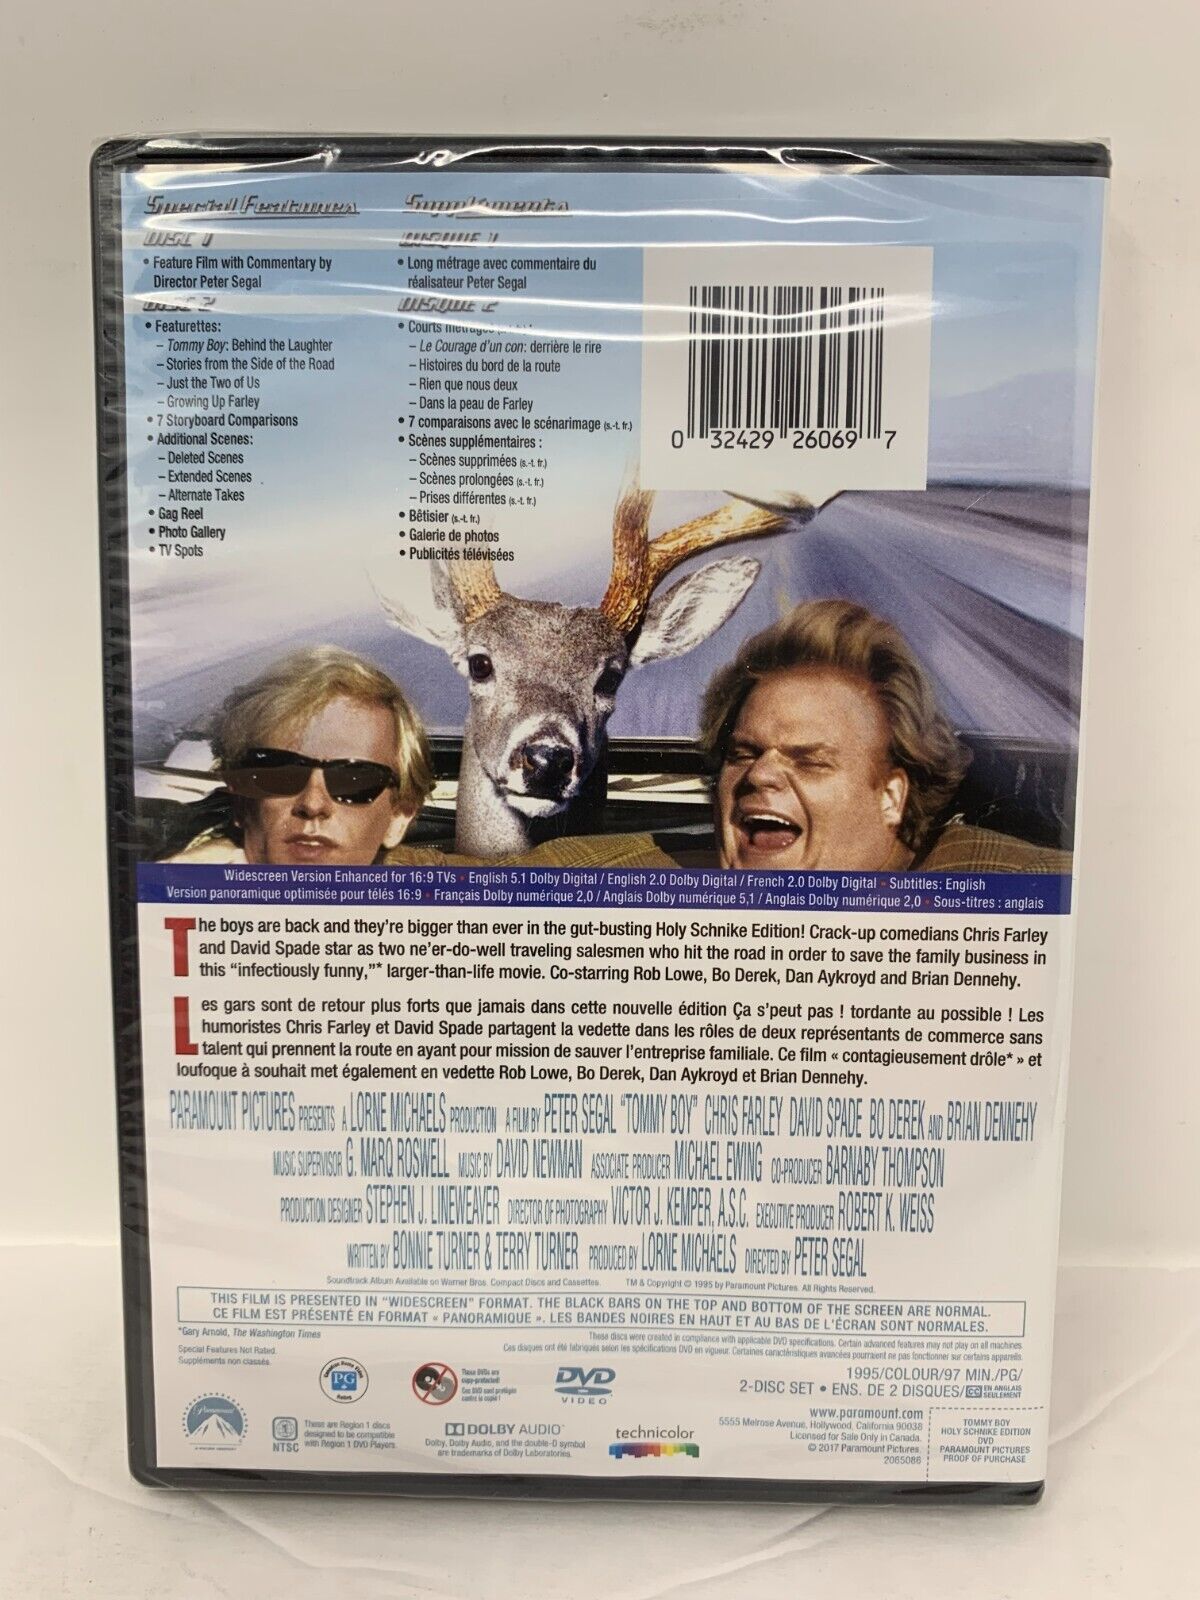 Special Features
DISC 1
• Feature Film with Commentary by
Director Peter Segal
DISC 2
• Featurettes:
– Tommy Boy: Behind the Laughter
– Stories from the Side of the Road
– Just the Two of Us
– Growing Up Farley
• 7 Storyboard Comparisons
• Additional Scenes:
– Deleted Scenes
– Extended Scenes
– Alternate Takes
• Gag Reel
• Photo Gallery
• TV Spots
Suppléments
DISQUE 1
• Long métrage avec commentaire du
réalisateur Peter Segal
DISQUE 2
• Courts métrages
– Le Courage d'un con: derrière le rire
– Histoires du bord de la route
– Rien que nous deux
– Dans la peau de Farley
• 7 comparaisons avec le scénarimage (s.-t. fr.)
• Scènes supplémentaires :
– Scènes supprimées (s.-t. fr.)
– Scènes prolongées (s.-t. fr.)
– Prises différentes (s.-t. fr.)
• Bêtisier (s.-t. fr.)
• Galerie de photos
• Publicités télévisées
0 32429 26069 7
Widescreen Version Enhanced for 16:9 TVs • English 5.1 Dolby Digital / English 2.0 Dolby Digital / French 2.0 Dolby Digital • Subtitles: English
Version panoramique optimisée pour télés 16:9 • Français Dolby numérique 2,0 / Anglais Dolby numérique 5,1 / Anglais Dolby numérique 2,0 • Sous-titres : anglais
The boys are back and they're bigger than ever in the gut-busting Holy Schnike Edition! Crack-up comedians Chris Farley
and David Spade star as two ne'er-do-well traveling salesmen who hit the road in order to save the family business in
this "infectiously funny,"* larger-than-life movie. Co-starring Rob Lowe, Bo Derek, Dan Aykroyd and Brian Dennehy.
Les gars sont de retour plus forts que jamais dans cette nouvelle édition Ça s'peut pas ! tordante au possible ! Les
humoristes Chris Farley et David Spade partagent la vedette dans les rôles de deux représentants de commerce sans
talent qui prennent la route en ayant pour mission de sauver l'entreprise familiale. Ce film « contagieusement drôle* » et
loufoque à souhait met également en vedette Rob Lowe, Bo Derek, Dan Aykroyd et Brian Dennehy.
PARAMOUNT PICTURES PRESENTS A LORNE MICHAELS PRODUCTION A FILM BY PETER SEGAL "TOMMY BOY" CHRIS FARLEY DAVID SPADE BO DEREK AND BRIAN DENNEHY
MUSIC SUPERVISOR G. MARQ ROSWELL MUSIC BY DAVID NEWMAN ASSOCIATE PRODUCER MICHAEL EWING CO-PRODUCER BARNABY THOMPSON
PRODUCTION DESIGNER STEPHEN J. LINEWEAVER DIRECTOR OF PHOTOGRAPHY VICTOR J. KEMPER, A.S.C. EXECUTIVE PRODUCER ROBERT K. WEISS
WRITTEN BY BONNIE TURNER & TERRY TURNER PRODUCED BY LORNE MICHAELS DIRECTED BY PETER SEGAL
Soundtrack Album Available on Warner Bros. Compact Discs and Cassettes. TM & Copyright © 1995 by Paramount Pictures. All Rights Reserved.
THIS FILM IS PRESENTED IN "WIDESCREEN" FORMAT. THE BLACK BARS ON THE TOP AND BOTTOM OF THE SCREEN ARE NORMAL.
CE FILM EST PRÉSENTÉ EN FORMAT « PANORAMIQUE ». LES BANDES NOIRES EN HAUT ET AU BAS DE L'ÉCRAN SONT NORMALES.
*Gary Arnold, The Washington Times
Special Features Not Rated.
Suppléments non classés.
These discs were created in compliance with applicable DVD specifications. Certain advanced features may not play on all machines
Ces disques ont été fabriqués selon les spécifications DVD en vigueur. Certaines caractéristiques avancées pourraient ne pas fonctionner sur certains appareils.
PG
Rated
These DVDs are
copy-protected!
Ces DVD sont protégés
contre la copie !
DVD
VIDEO
1995/COLOUR/97 MIN./PG/
2-DISC SET • ENS. DE 2 DISQUES/CC EN ANGLAIS
SEULEMENT
Paramount
NTSC
1
These are Region 1 discs
designed to be compatible
with Region 1 DVD Players.
DOLBY AUDIO™
Dolby, Dolby Audio, and the double-D symbol
are trademarks of Dolby Laboratories.
technicolor
www.paramount.com
5555 Melrose Avenue, Hollywood, California 90038
Licensed for Sale Only in Canada.
© 2017 Paramount Pictures.
2065086
TOMMY BOY
HOLY SCHNIKE EDITION
DVD
PARAMOUNT PICTURES
PROOF OF PURCHASE